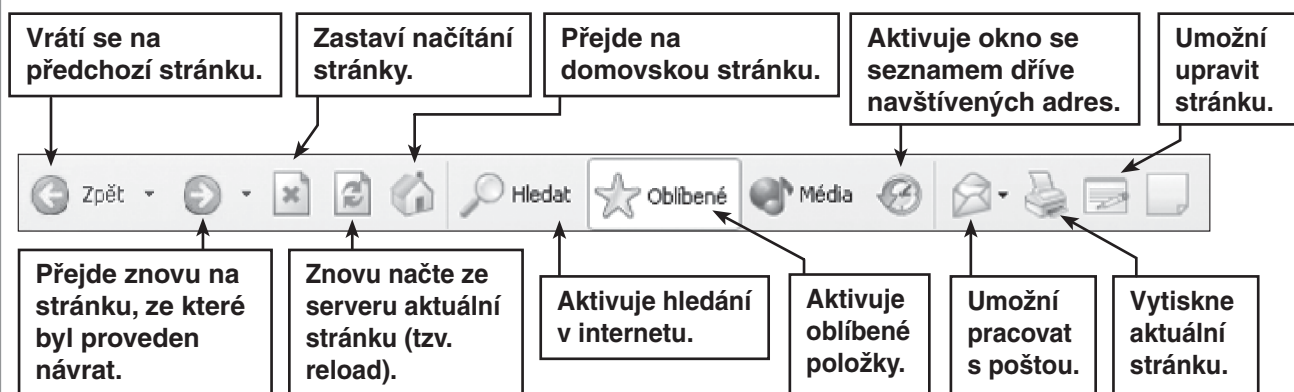 Vrátí se na
předchozí stránku.
Zastaví načítání
stránky.
Přejde na
domovskou stránku.
Aktivuje okno se
seznamem dříve
navštívených adres.
Umožní
upravit
stránku.
Zpět
Hledat
Oblíbené
Média
Přejde znovu na
stránku, ze které
byl proveden
návrat.
Znovu načte ze
serveru aktuální
stránku (tzv.
reload).
Aktivuje hledání
v internetu.
Aktivuje
oblíbené
položky.
Umožní
pracovat
s poštou.
Vytiskne
aktuální
stránku.